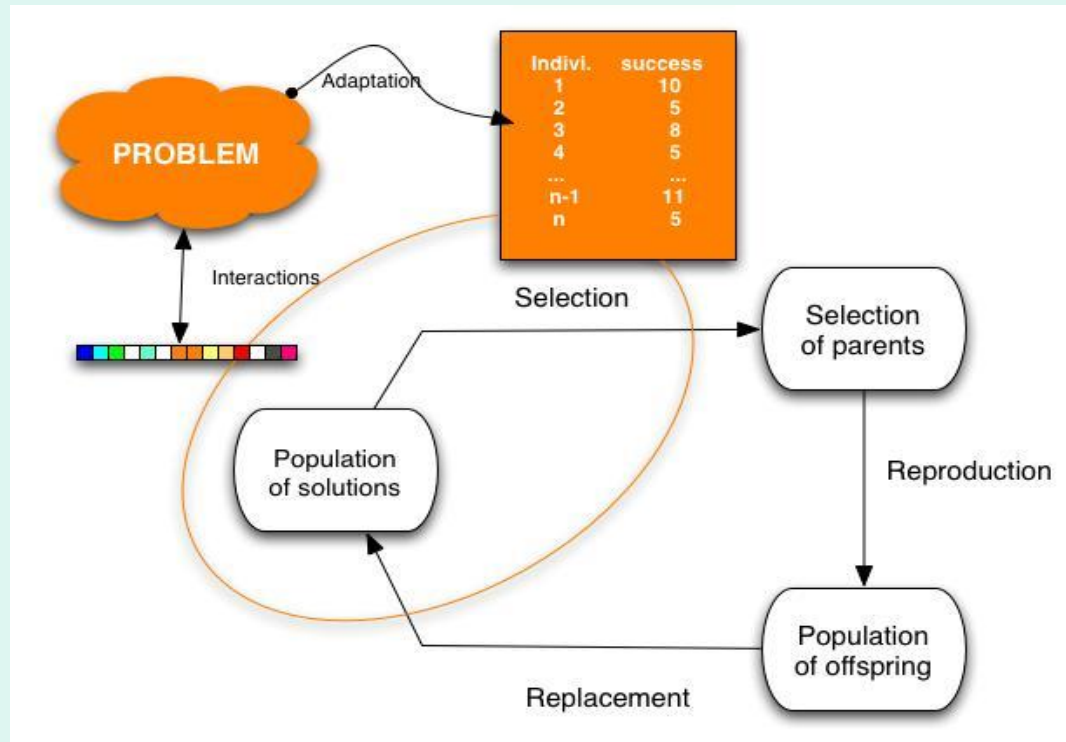 Adaptation
PROBLEM
Indivi. success
1 10
2 5
3 8
4 5
... ...
n-1 11
n 5
Interactions
Selection
Selection
of parents
Population
of solutions
Reproduction
Population
of offspring
Replacement